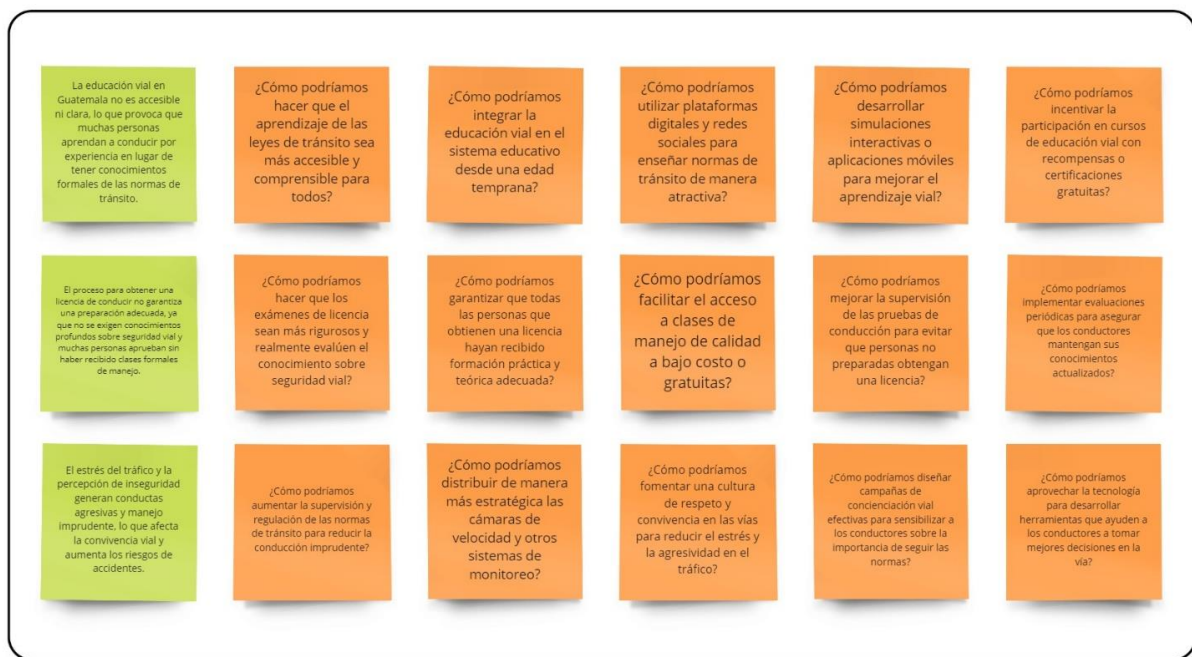 La educación vial en
Guatemala no es accesible
ni clara, lo que provoca que
muchas personas
aprendan a conducir por
experiencia en lugar de
tener conocimientos
formales de las normas de
tránsito.
¿Cómo podríamos
hacer que el
aprendizaje de las
leyes de tránsito sea
más accesible y
comprensible para
todos?
¿Cómo podríamos
integrar la
educación vial en el
sistema educativo
desde una edad
temprana?
¿Cómo podríamos
utilizar plataformas
digitales y redes
sociales para
enseñar normas de
tránsito de manera
atractiva?
¿Cómo podríamos
desarrollar
simulaciones
interactivas o
aplicaciones móviles
para mejorar el
aprendizaje vial?
¿Cómo podríamos
incentivar la
participación en cursos
de educación vial con
recompensas o
certificaciones
gratuitas?
El proceso para obtener una
licencia de conducir no garantiza
una preparación adecuada, ya
que no se exigen conocimientos
profundos sobre seguridad vial y
muchas personas aprueban sin
haber recibido clases formales
de manejo.
¿Cómo podríamos
hacer que los
exámenes de licencia
sean más rigurosos y
realmente evalúen el
conocimiento sobre
seguridad vial?
¿Cómo podríamos
garantizar que todas
las personas que
obtienen una licencia
hayan recibido
formación práctica y
teórica adecuada?
¿Cómo podríamos
facilitar el acceso
a clases de
manejo de calidad
a bajo costo o
gratuitas?
¿Cómo podríamos
mejorar la supervisión
de las pruebas de
conducción para evitar
que personas no
preparadas obtengan
una licencia?
¿Cómo podríamos
implementar evaluaciones
periódicas para asegurar
que los conductores
mantengan sus
conocimientos
actualizados?
El estrés del tráfico y la
percepción de inseguridad
generan conductas
agresivas y manejo
imprudente, lo que afecta
la convivencia vial y
aumenta los riesgos de
accidentes.
¿Cómo podríamos
aumentar la supervisión y
regulación de las normas
de tránsito para reducir la
conducción imprudente?
¿Cómo podríamos
distribuir de manera
más estratégica las
cámaras de
velocidad y otros
sistemas de
monitoreo?
¿Cómo podríamos
fomentar una cultura
de respeto y
convivencia en las vías
para reducir el estrés y
la agresividad en el
tráfico?
¿Cómo podríamos diseñar
campañas de
concienciación vial
efectivas para sensibilizar a
los conductores sobre la
importancia de seguir las
normas?
¿Cómo podríamos
aprovechar la tecnología
para desarrollar
herramientas que ayuden a
los conductores a tomar
mejores decisiones en la
vía?